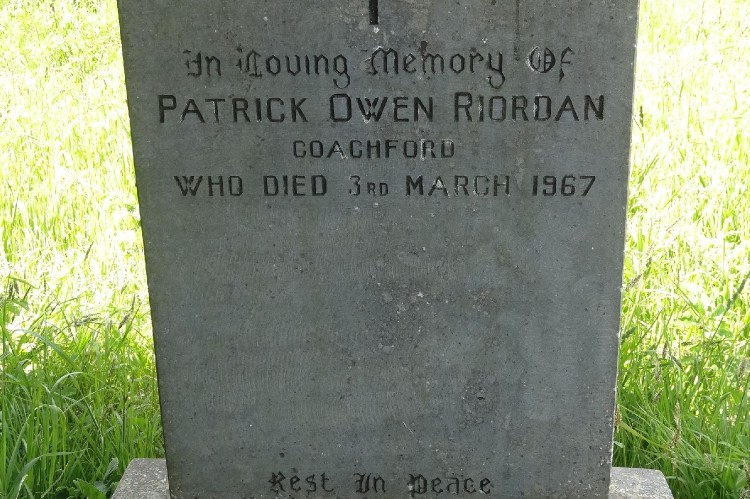 In Loving Memory Of
PATRICK OWEN RIORDAN
COACHFORD
WHO DIED 3RD MARCH 1967
Rest In Peace